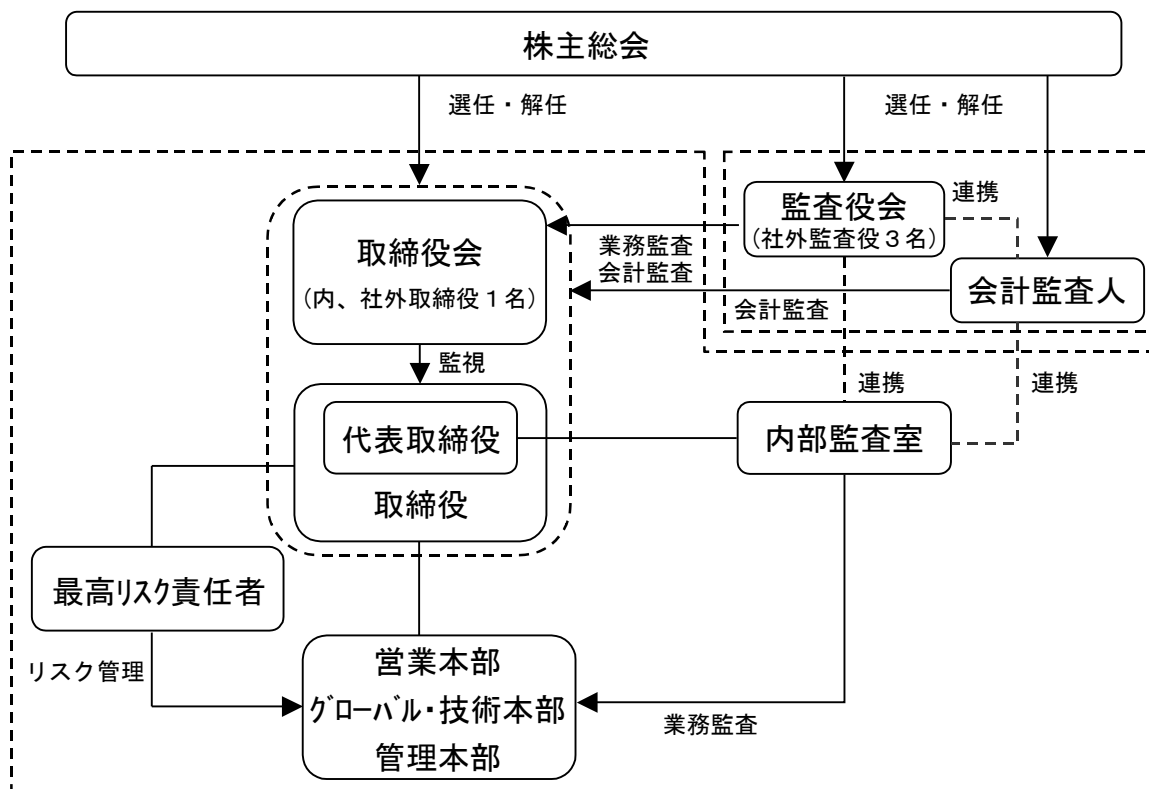 株主総会
選任・解任
選任・解任
監査役会
(社外監査役３名)
連携
取締役会
(内、社外取締役１名)
業務監査
会計監査
会計監査人
会計監査
監視
連携
連携
代表取締役
内部監査室
取締役
最高ﾘｽｸ責任者
リスク管理
営業本部
ｸﾞﾛｰﾊﾞﾙ･技術本部
管理本部
業務監査